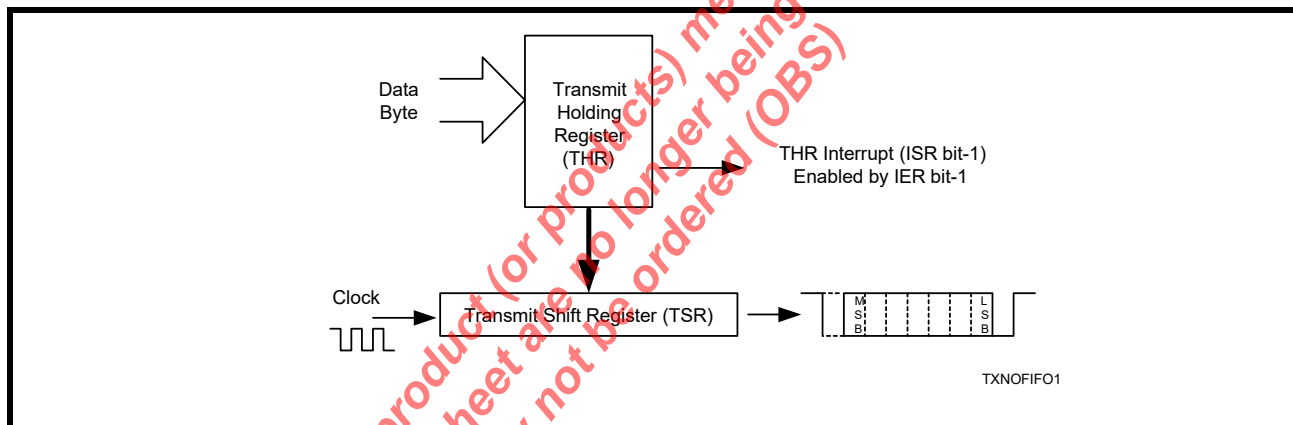 Data
Byte
Transmit
Holding
Register
(THR)
THR Interrupt (ISR bit-1)
Enabled by IER bit-1
Clock
Transmit Shift Register (TSR)
M
S
B
L
S
B
TXNOFIFO1
product (or products) me
heet are no longer being
not be ordered (OBS)